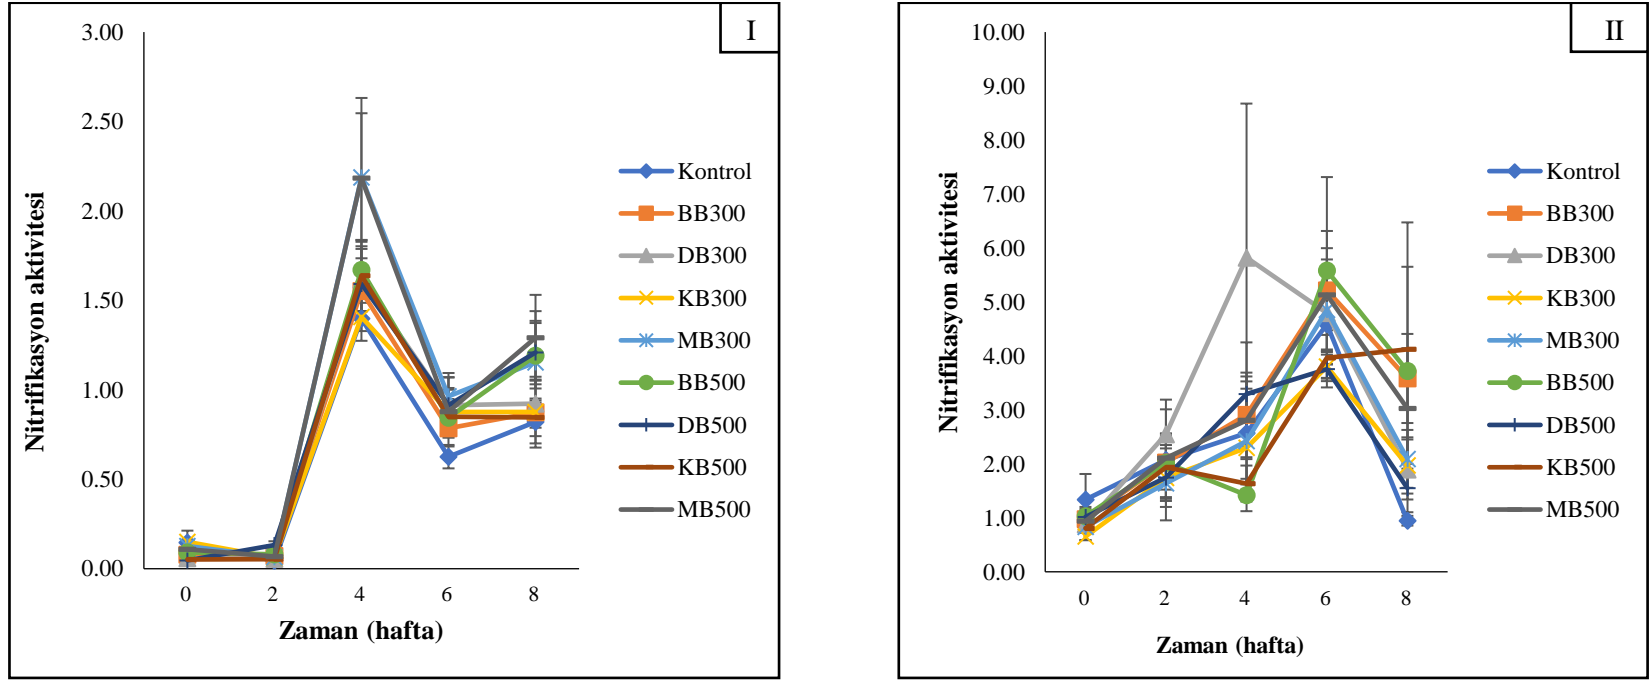 I
3.00
2.50
2.00
1.50
1.00
0.50
0.00
Nitrifikasyon aktivitesi
0 2 4 6 8
Zaman (hafta)
Kontrol
BB300
DB300
KB300
MB300
BB500
DB500
KB500
MB500
II
10.00
9.00
8.00
7.00
6.00
5.00
4.00
3.00
2.00
1.00
0.00
Nitrifikasyon aktivitesi
0 2 4 6 8
Zaman (hafta)
Kontrol
BB300
DB300
KB300
MB300
BB500
DB500
KB500
MB500